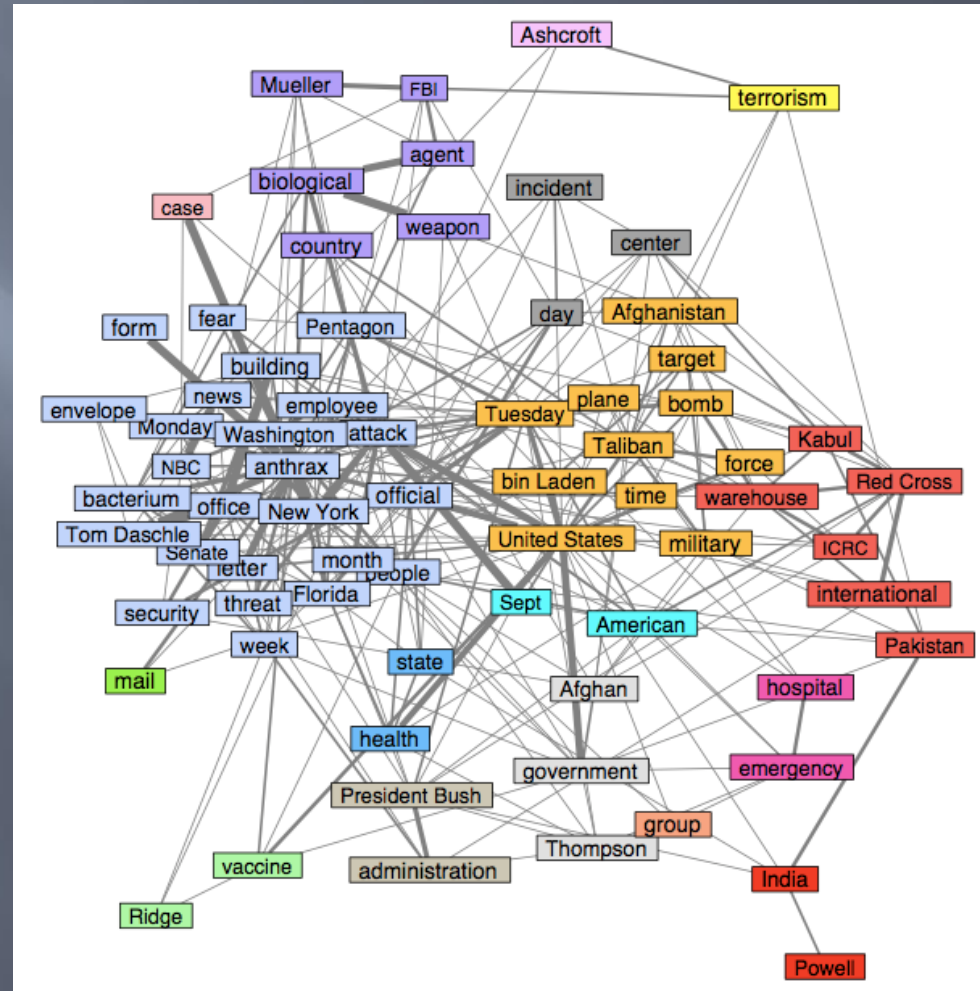 Ashcroft
Mueller
FBI
terrorism
agent
biological
incident
case
weapon
country
center
Afghanistan
day
fear
form
Pentagon
target
building
news
plane
bomb
employee
envelope
Tuesday
Monday
Washington
attack
Kabul
Taliban
NBC
anthrax
force
bin Laden
Red Cross
bacterium
office
official
time
warehouse
New York
Tom Daschle
United States
military
ICRC
Senate
letter
month
people
international
Florida
threat
Sept
security
American
week
Pakistan
state
mail
Afghan
hospital
health
government
emergency
President Bush
group
Thompson
vaccine
administration
India
Ridge
Powell